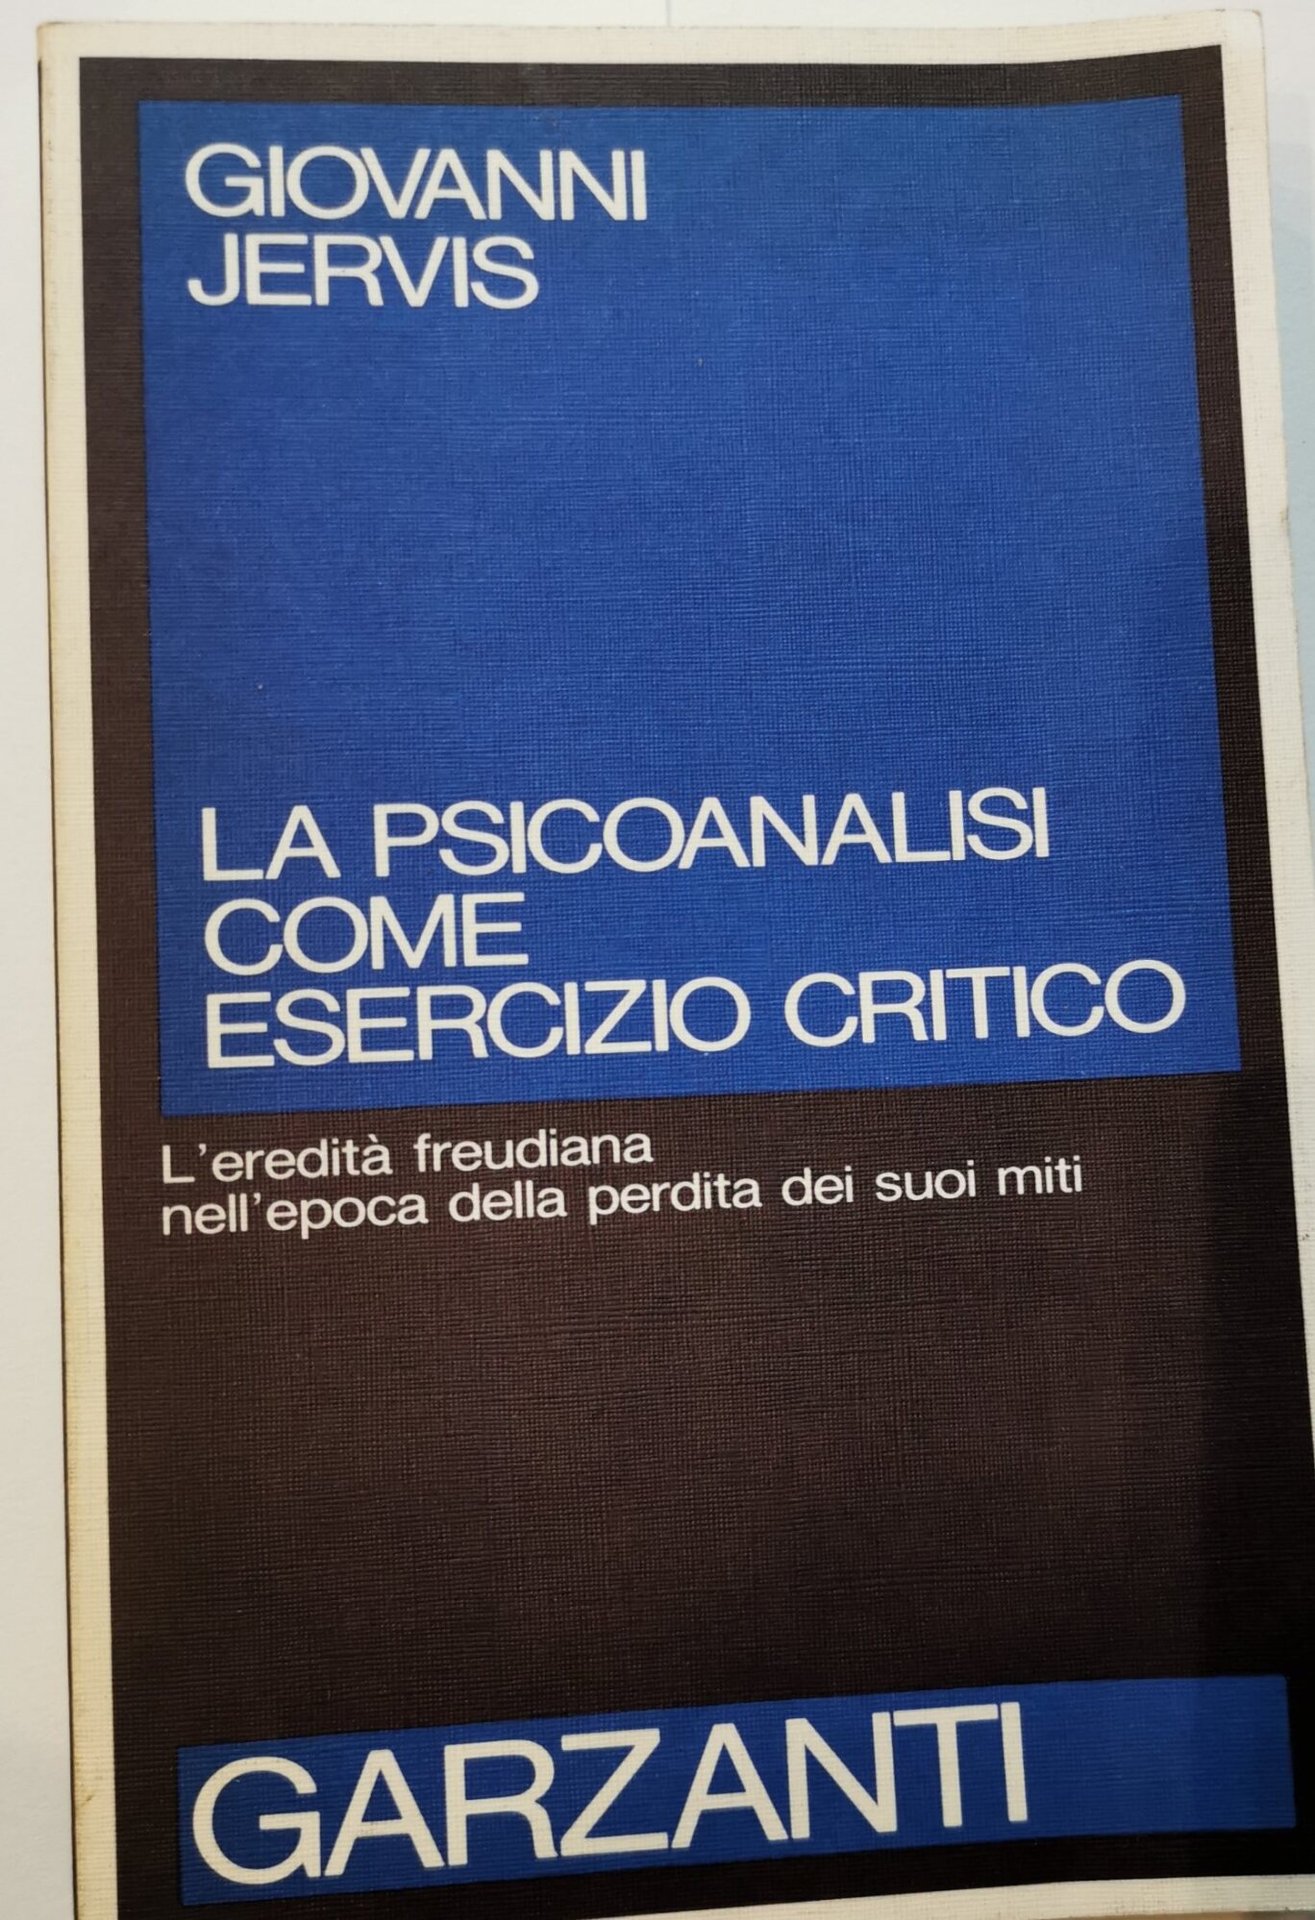 GIOVANNI
JERVIS
LA PSICOANALISI
COME
ESERCIZIO CRITICO
L'eredità freudiana
nell'epoca della perdita dei suoi miti
GARZANTI